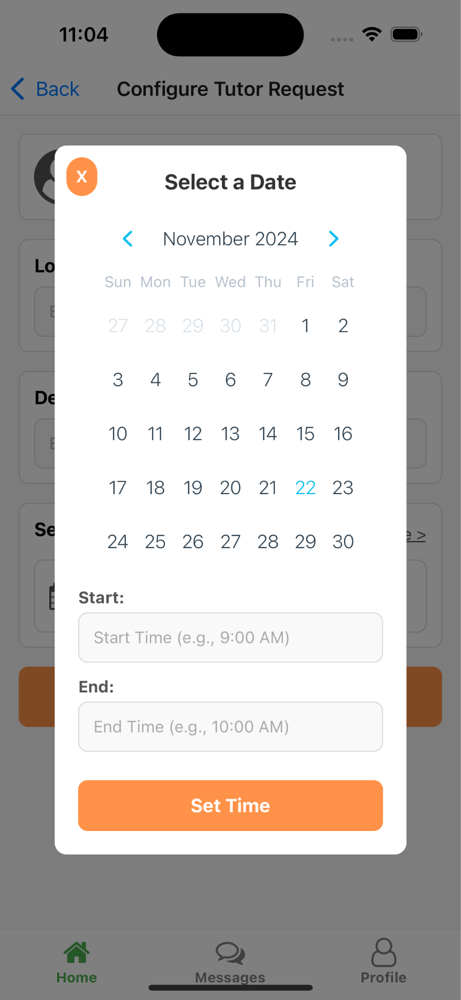 11:04
Back Configure Tutor Request
X
Select a Date
November 2024
Sun Mon Tue Wed Thu Fri Sat
27 28 29 30 31 1 2
3 4 5 6 7 8 9
10 11 12 13 14 15 16
17 18 19 20 21 22 23
24 25 26 27 28 29 30
Lo
De
Se
e >
Start:
Start Time (e.g., 9:00 AM)
End:
End Time (e.g., 10:00 AM)
Set Time
Home Messages Profile